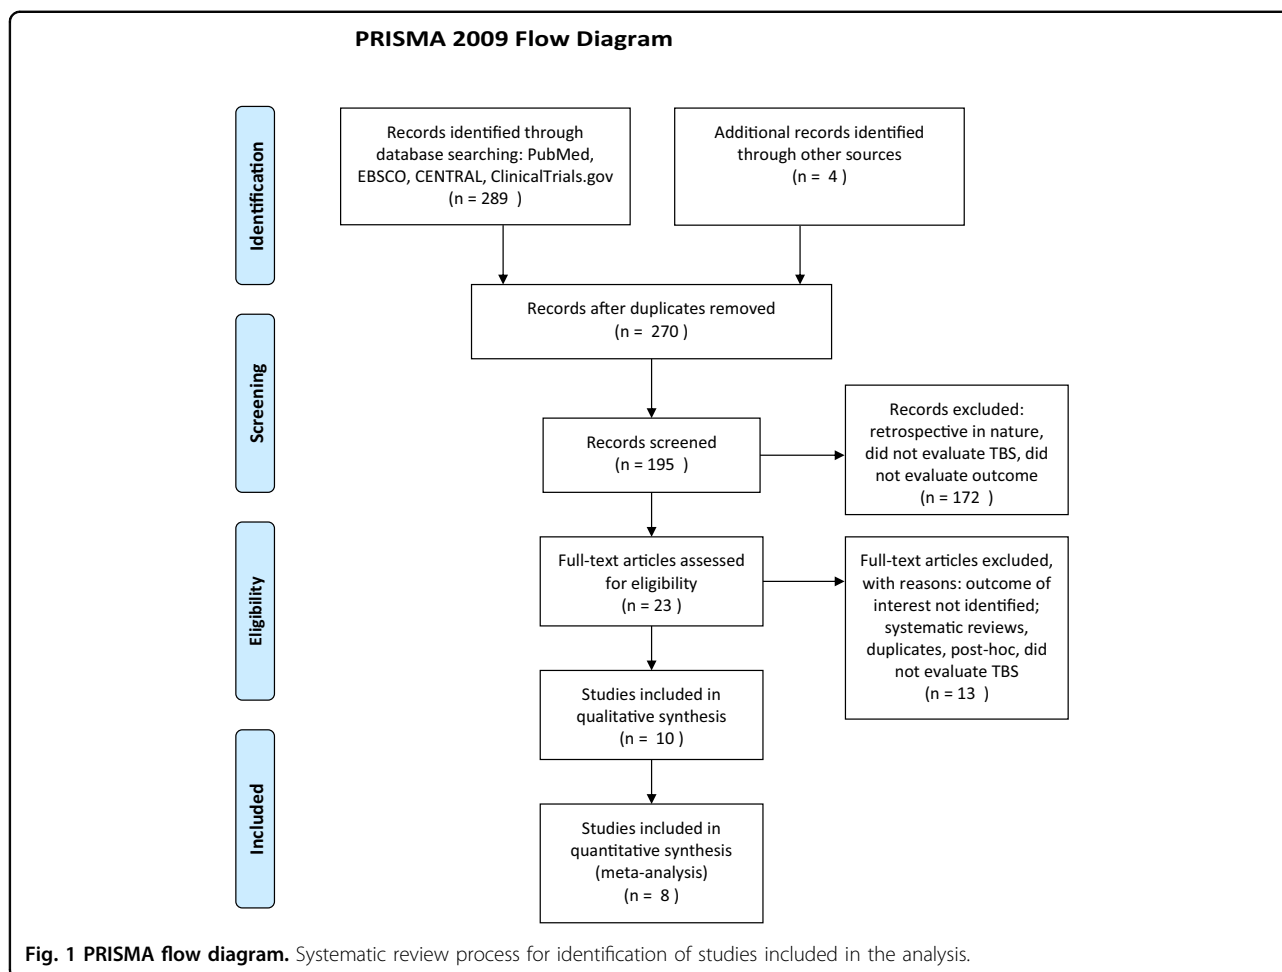 PRISMA 2009 Flow Diagram
Identification
Records identified through
database searching: PubMed,
EBSCO, CENTRAL, ClinicalTrials.gov
(n = 289 )
Additional records identified
through other sources
(n = 4 )
Records after duplicates removed
(n = 270 )
Screening
Records screened
(n = 195 )
Records excluded:
retrospective in nature,
did not evaluate TBS, did
not evaluate outcome
(n = 172 )
Eligibility
Full-text articles assessed
for eligibility
(n = 23 )
Full-text articles excluded,
with reasons: outcome of
interest not identified;
systematic reviews,
duplicates, post-hoc, did
not evaluate TBS
(n = 13 )
Studies included in
qualitative synthesis
(n = 10 )
Included
Studies included in
quantitative synthesis
(meta-analysis)
(n = 8 )
Fig. 1 PRISMA flow diagram. Systematic review process for identification of studies included in the analysis.